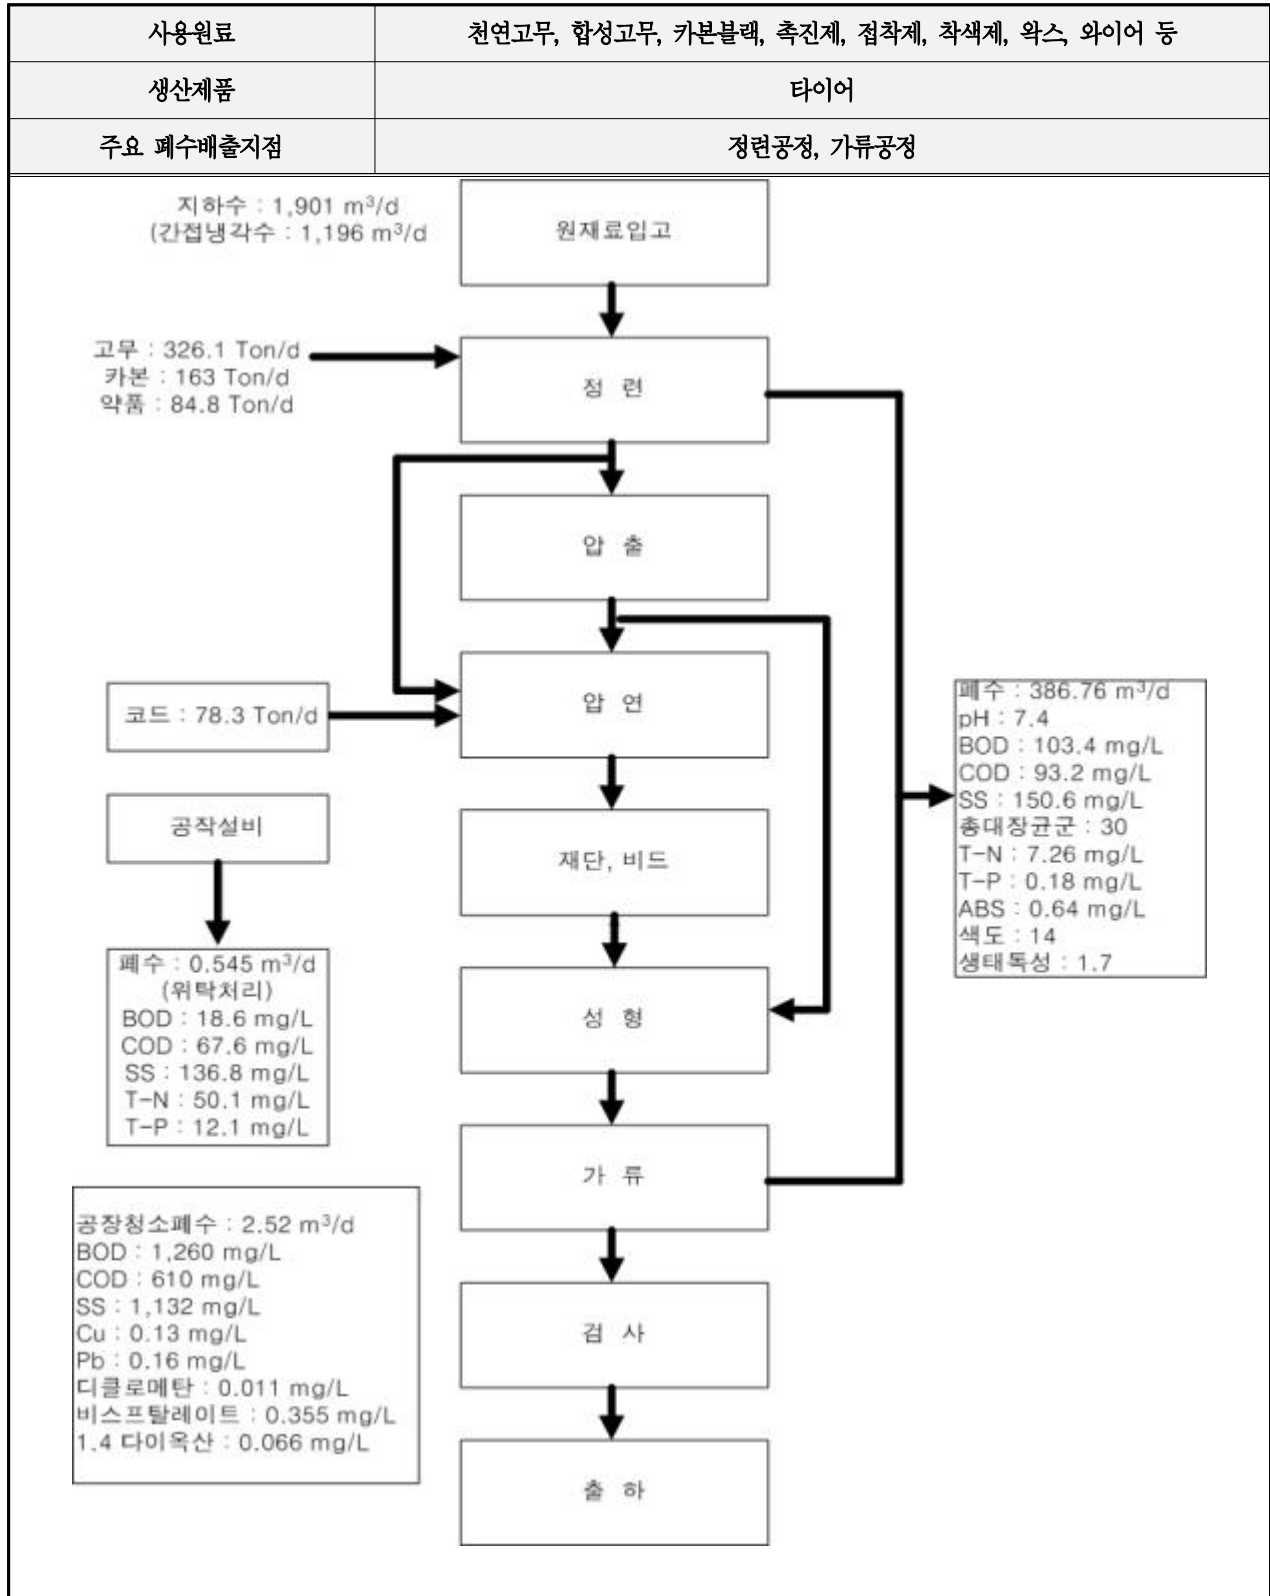 사용원료
천연고무, 합성고무, 카본블랙, 촉진제, 접착제, 착색제, 왁스, 와이어 등
생산제품
타이어
주요 폐수배출지점
정련공정, 가류공정
지하수 : 1,901 m³/d
(간접냉각수 : 1,196 m³/d
원재료입고
고무 : 326.1 Ton/d
카본 : 163 Ton/d
약품 : 84.8 Ton/d
정 련
압 출
코드 : 78.3 Ton/d
압 연
공작설비
재단, 비드
폐수 : 386.76 m³/d
pH : 7.4
BOD : 103.4 mg/L
COD : 93.2 mg/L
SS : 150.6 mg/L
총대장균군 : 30
T-N : 7.26 mg/L
T-P : 0.18 mg/L
ABS : 0.64 mg/L
색도 : 14
생태독성 : 1.7
폐수 : 0.545 m³/d
(위탁처리)
BOD : 18.6 mg/L
COD : 67.6 mg/L
SS : 136.8 mg/L
T-N : 50.1 mg/L
T-P : 12.1 mg/L
성 형
가 류
공장청소폐수 : 2.52 m³/d
BOD : 1,260 mg/L
COD : 610 mg/L
SS : 1,132 mg/L
Cu : 0.13 mg/L
Pb : 0.16 mg/L
디클로메탄 : 0.011 mg/L
비스프탈레이트 : 0.355 mg/L
1.4 다이옥산 : 0.066 mg/L
검 사
출 하